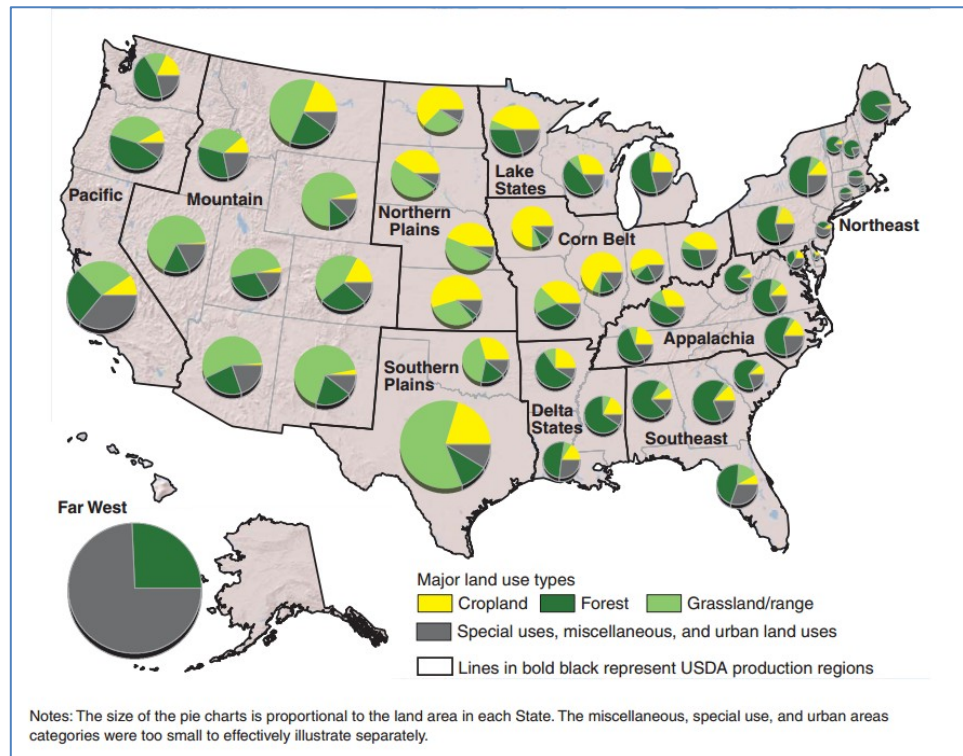 Pacific
Mountain
Northern
Plains
Lake
States
Corn Belt
Northeast
Appalachia
Southern
Plains
Delta
States
Southeast
Far West
Major land use types
Cropland Forest Grassland/range
Special uses, miscellaneous, and urban land uses
Lines in bold black represent USDA production regions
Notes: The size of the pie charts is proportional to the land area in each State. The miscellaneous, special use, and urban areas
categories were too small to effectively illustrate separately.